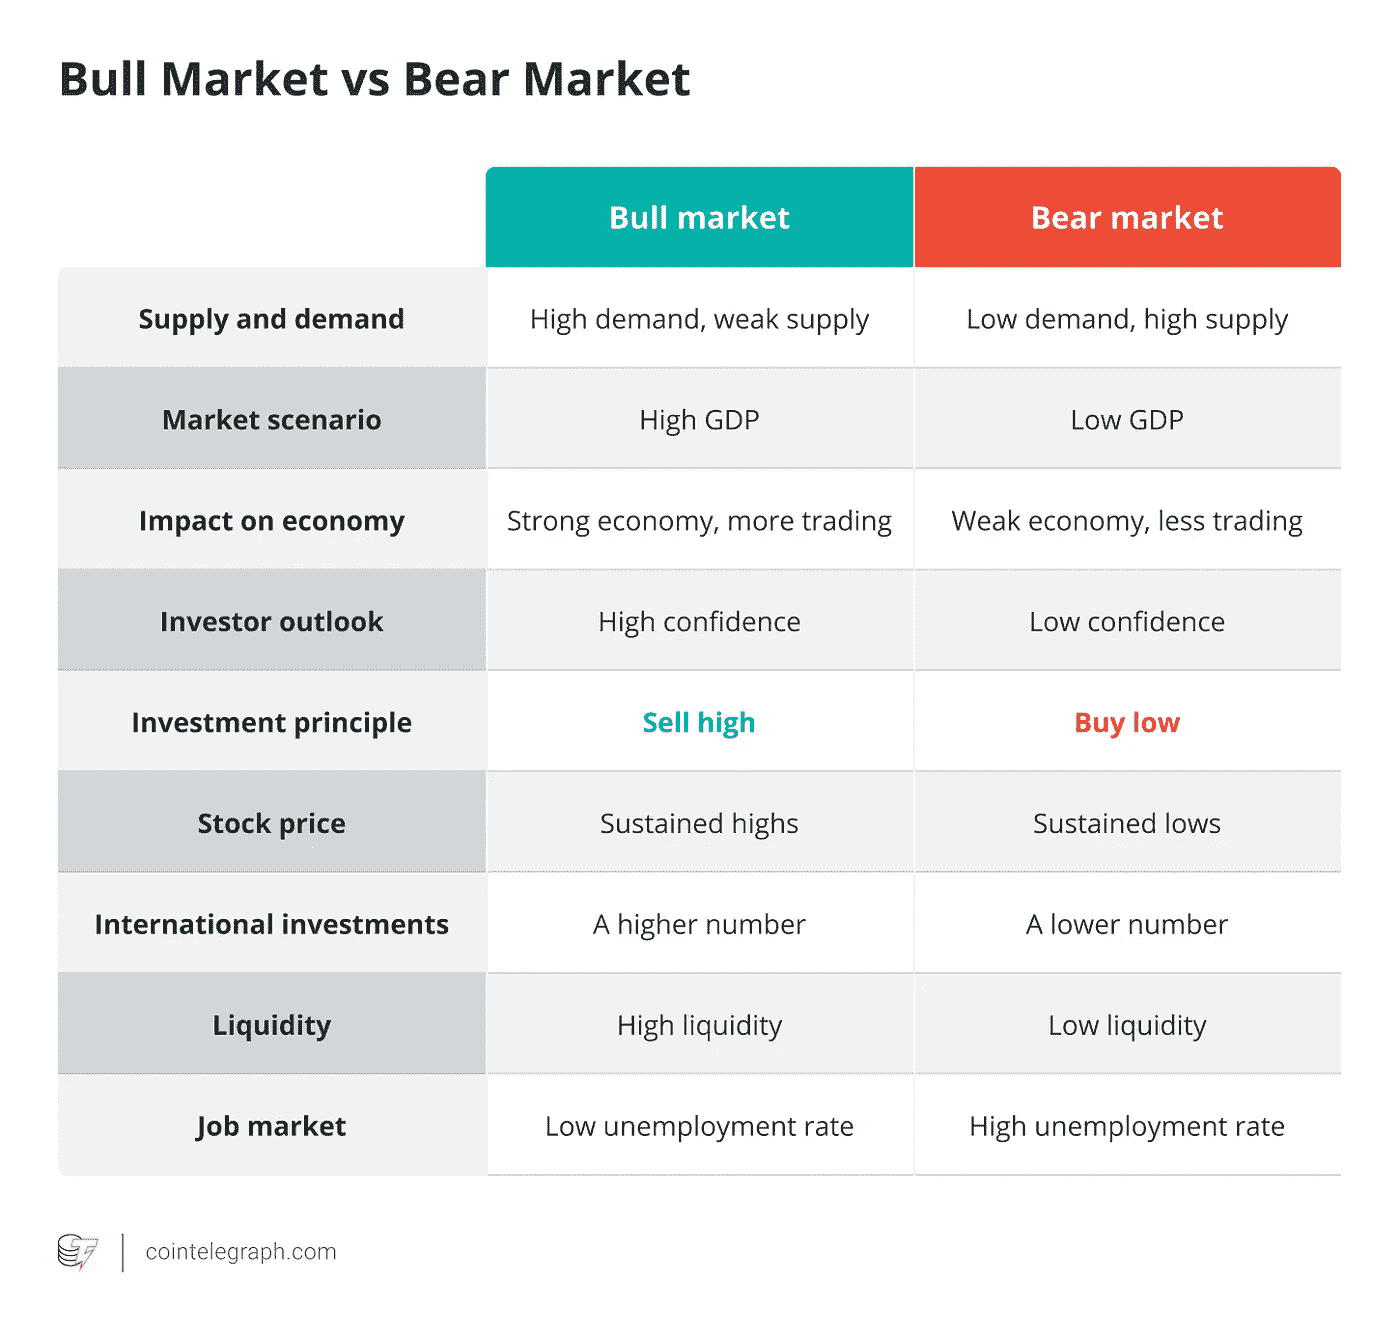 Bull Market vs Bear Market
Bull market Bear market
Supply and demand High demand, weak supply Low demand, high supply
Market scenario High GDP Low GDP
Impact on economy Strong economy, more trading Weak economy, less trading
Investor outlook High confidence Low confidence
Investment principle Sell high Buy low
Stock price Sustained highs Sustained lows
International investments A higher number A lower number
Liquidity High liquidity Low liquidity
Job market Low unemployment rate High unemployment rate
cointelegraph.com